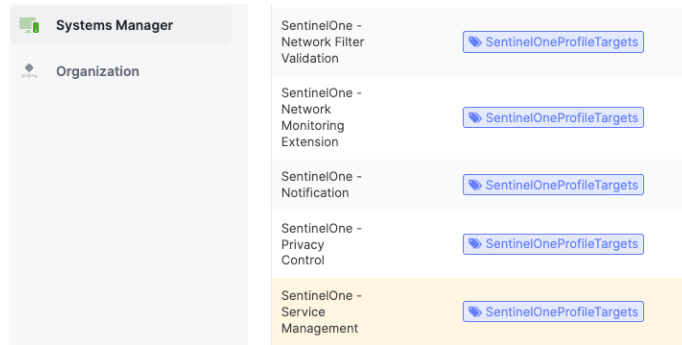 Systems Manager
Organization
SentinelOne -
Network Filter
Validation
SentinelOneProfileTargets
SentinelOne -
Network
Monitoring
Extension
SentinelOneProfileTargets
SentinelOne -
Notification
SentinelOneProfileTargets
SentinelOne -
Privacy
Control
SentinelOneProfileTargets
SentinelOne -
Service
Management
SentinelOneProfileTargets